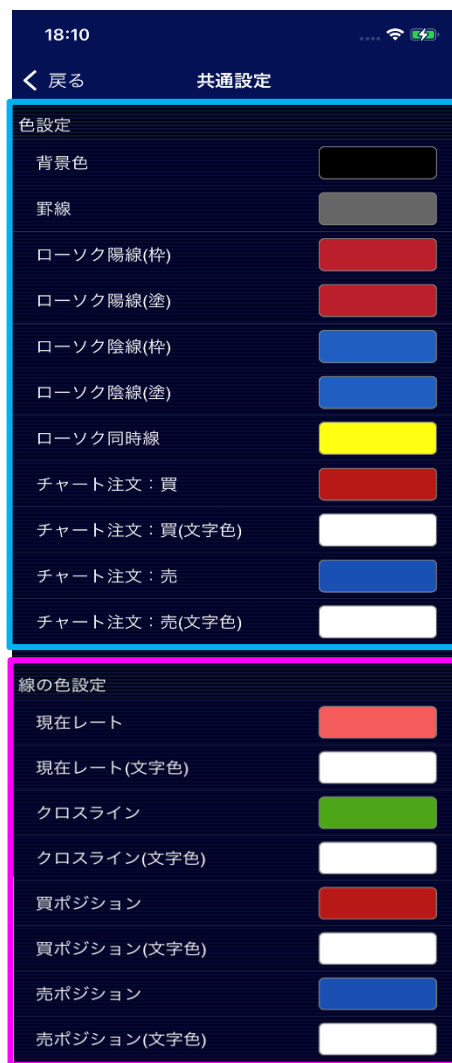 18:10
戻る 共通設定
色設定
背景色
罫線
ローソク陽線(枠)
ローソク陽線(塗)
ローソク陰線(枠)
ローソク陰線(塗)
ローソク同時線
チャート注文：買
チャート注文：買(文字色)
チャート注文：売
チャート注文：売(文字色)
線の色設定
現在レート
現在レート(文字色)
クロスライン
クロスライン(文字色)
買ポジション
買ポジション(文字色)
売ポジション
売ポジション(文字色)